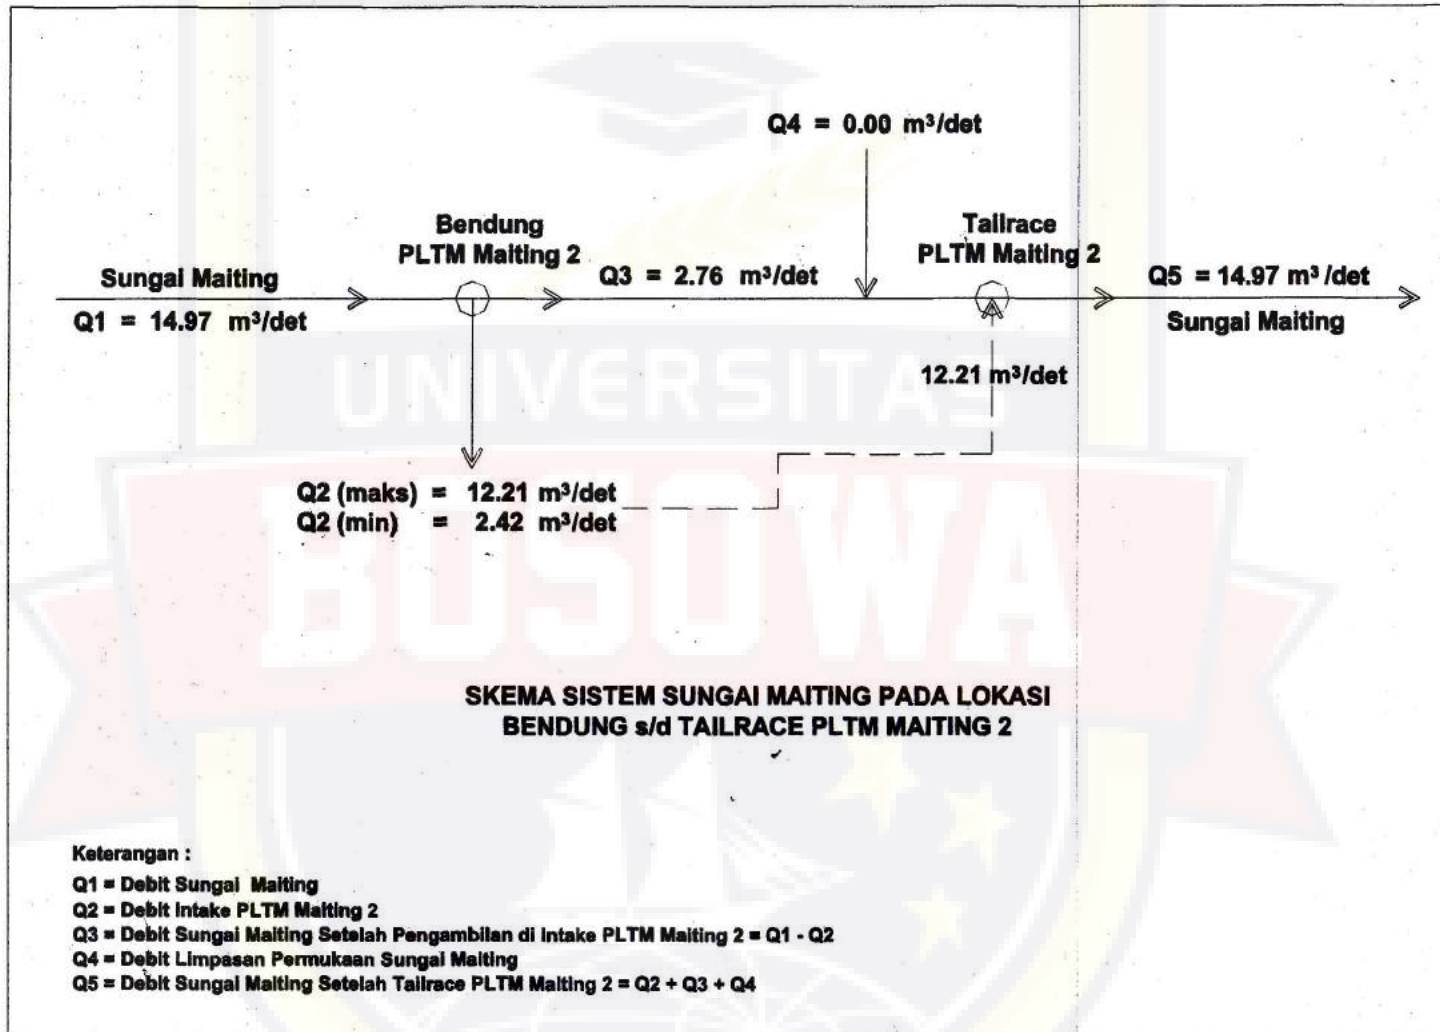 Q4 = 0.00 m³/det
Bendung
PLTM Maiting 2
Tailrace
PLTM Maiting 2
Sungai Maiting
Q3 = 2.76 m³/det
Q5 = 14.97 m³/det
Q1 = 14.97 m³/det
Sungai Maiting
12.21 m³/det
UNIVERSITAS
Q2 (maks) = 12.21 m³/det
Q2 (min) = 2.42 m³/det
BOSOWA
SKEMA SISTEM SUNGAI MAITING PADA LOKASI
BENDUNG s/d TAILRACE PLTM MAITING 2
Keterangan :
Q1 = Debit Sungai Maiting
Q2 = Debit Intake PLTM Maiting 2
Q3 = Debit Sungai Maiting Setelah Pengambilan di Intake PLTM Maiting 2 = Q1 - Q2
Q4 = Debit Limpasan Permukaan Sungai Maiting
Q5 = Debit Sungai Maiting Setelah Tailrace PLTM Maiting 2 = Q2 + Q3 + Q4